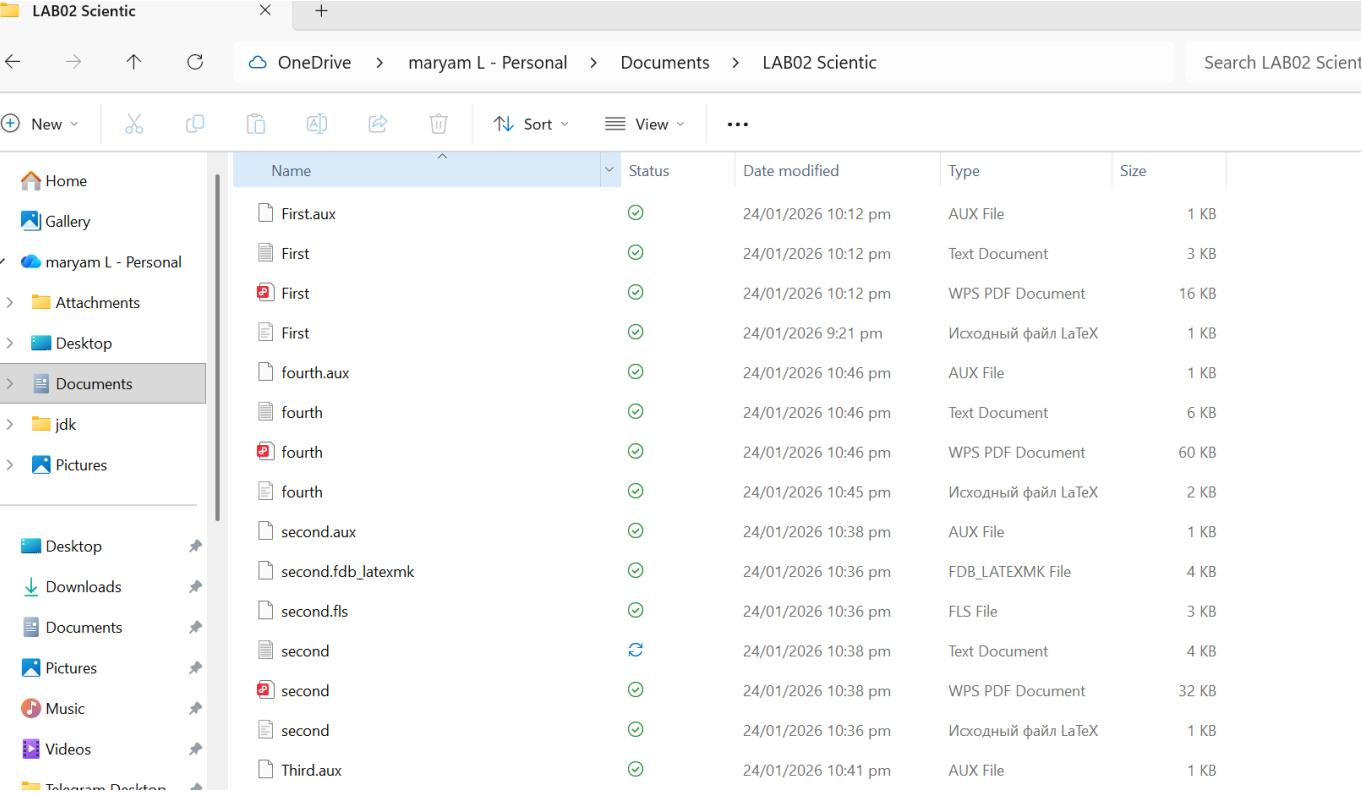 LAB02 Scientic
OneDrive > maryam L - Personal > Documents > LAB02 Scientic
Search LAB02 Scient
New
Sort
View
Name Status Date modified Type Size
Home
Gallery
maryam L - Personal
Attachments
Desktop
Documents
jdk
Pictures
Desktop
Downloads
Documents
Pictures
Music
Videos
Telegram Desktop
First.aux 24/01/2026 10:12 pm AUX File 1 KB
First 24/01/2026 10:12 pm Text Document 3 KB
First 24/01/2026 10:12 pm WPS PDF Document 16 KB
First 24/01/2026 9:21 pm Исходный файл LaTeX 1 KB
fourth.aux 24/01/2026 10:46 pm AUX File 1 KB
fourth 24/01/2026 10:46 pm Text Document 6 KB
fourth 24/01/2026 10:46 pm WPS PDF Document 60 KB
fourth 24/01/2026 10:45 pm Исходный файл LaTeX 2 KB
second.aux 24/01/2026 10:38 pm AUX File 1 KB
second.fdb_latexmk 24/01/2026 10:36 pm FDB_LATEXMK File 4 KB
second.fls 24/01/2026 10:36 pm FLS File 3 KB
second 24/01/2026 10:38 pm Text Document 4 KB
second 24/01/2026 10:38 pm WPS PDF Document 32 KB
second 24/01/2026 10:36 pm Исходный файл LaTeX 1 KB
Third.aux 24/01/2026 10:41 pm AUX File 1 KB